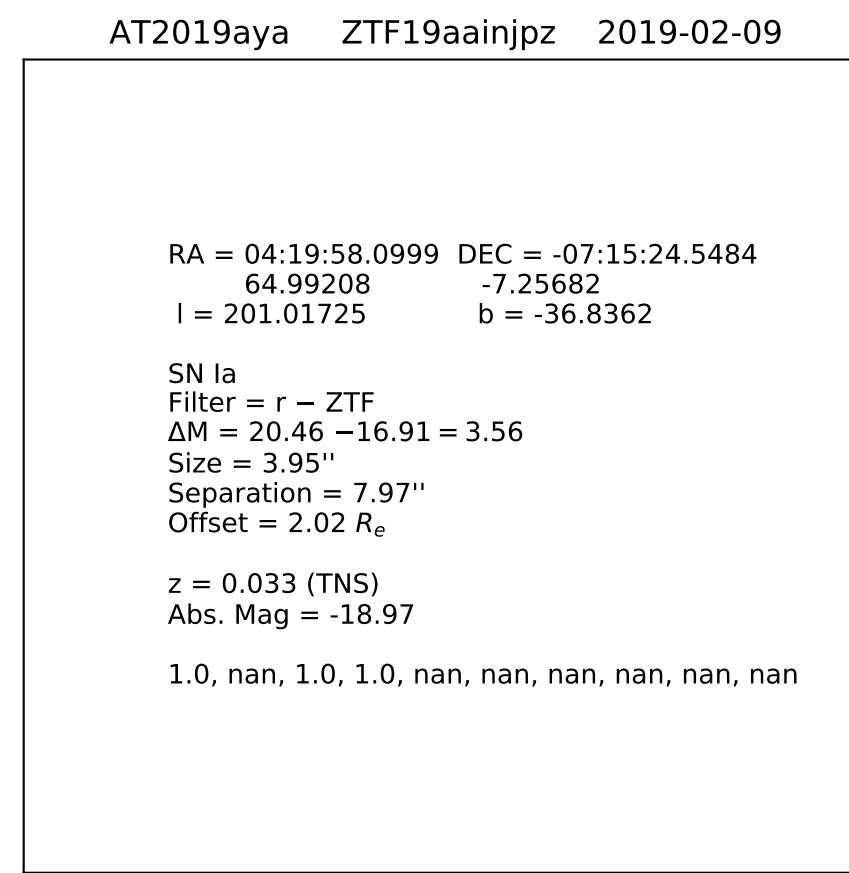 AT2019aya ZTF19aainjpz 2019-02-09
RA = 04:19:58.0999 DEC = -07:15:24.5484
64.99208 -7.25682
l = 201.01725 b = -36.8362
SN Ia
Filter = r − ZTF
ΔM = 20.46 −16.91 = 3.56
Size = 3.95''
Separation = 7.97''
Offset = 2.02 Rₑ
z = 0.033 (TNS)
Abs. Mag = -18.97
1.0, nan, 1.0, 1.0, nan, nan, nan, nan, nan, nan